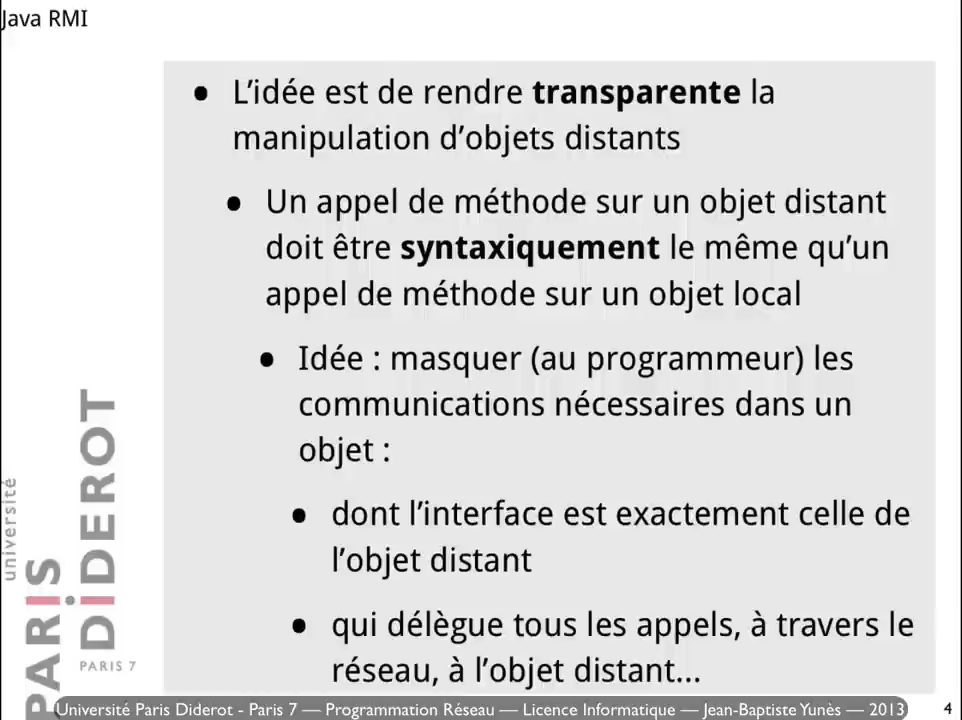 Java RMI
• L'idée est de rendre transparente la
manipulation d'objets distants
• Un appel de méthode sur un objet distant
doit être syntaxiquement le même qu'un
appel de méthode sur un objet local
• Idée : masquer (au programmeur) les
communications nécessaires dans un
objet :
• dont l'interface est exactement celle de
l'objet distant
• qui délègue tous les appels, à travers le
réseau, à l'objet distant...
université
PARIS
DIDEROT
PARIS 7
Université Paris Diderot - Paris 7 — Programmation Réseau — Licence Informatique — Jean-Baptiste Yunès — 2013
4